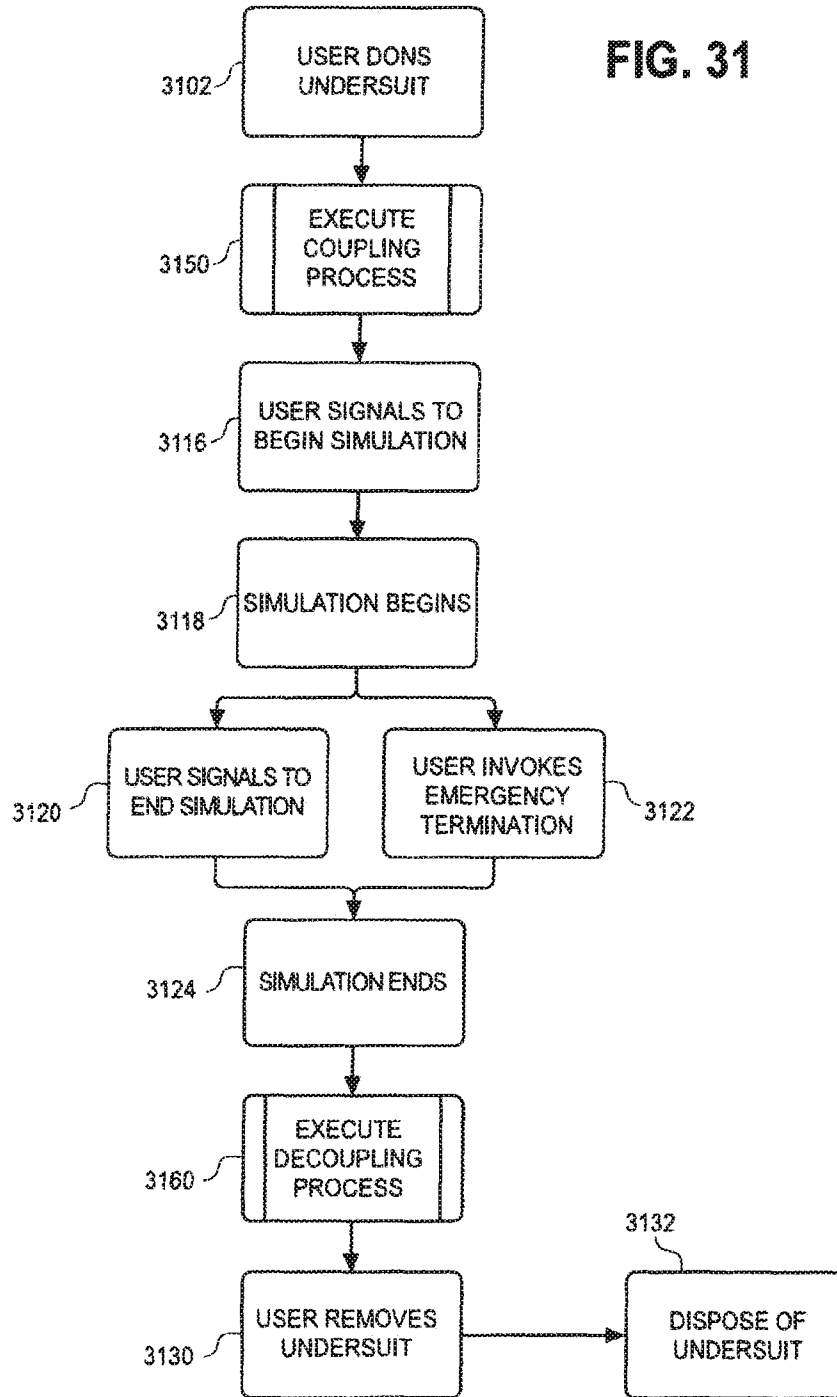 FIG. 31
3102
USER DONS
UNDERSUIT
3150
EXECUTE
COUPLING
PROCESS
3116
USER SIGNALS TO
BEGIN SIMULATION
3118
SIMULATION BEGINS
3120
USER SIGNALS TO
END SIMULATION
USER INVOKES
EMERGENCY
TERMINATION
3122
3124
SIMULATION ENDS
3160
EXECUTE
DECOUPLING
PROCESS
3130
USER REMOVES
UNDERSUIT
3132
DISPOSE OF
UNDERSUIT